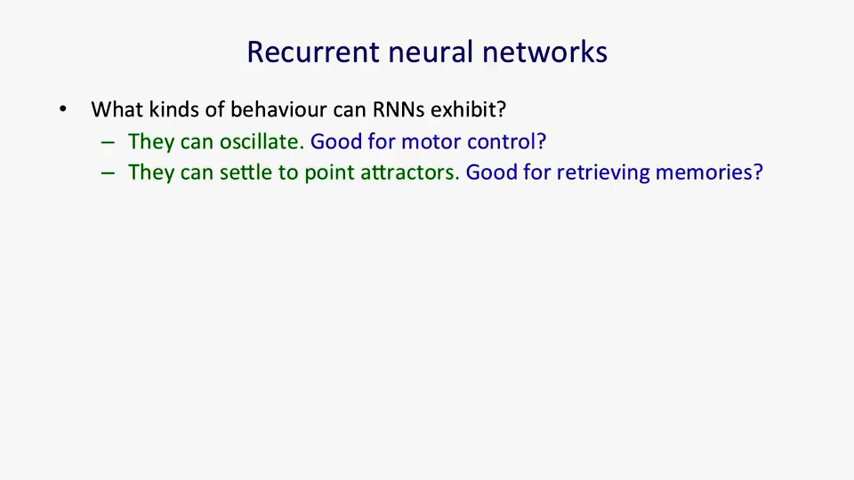 Recurrent neural networks
• What kinds of behaviour can RNNs exhibit?
– They can oscillate. Good for motor control?
– They can settle to point attractors. Good for retrieving memories?